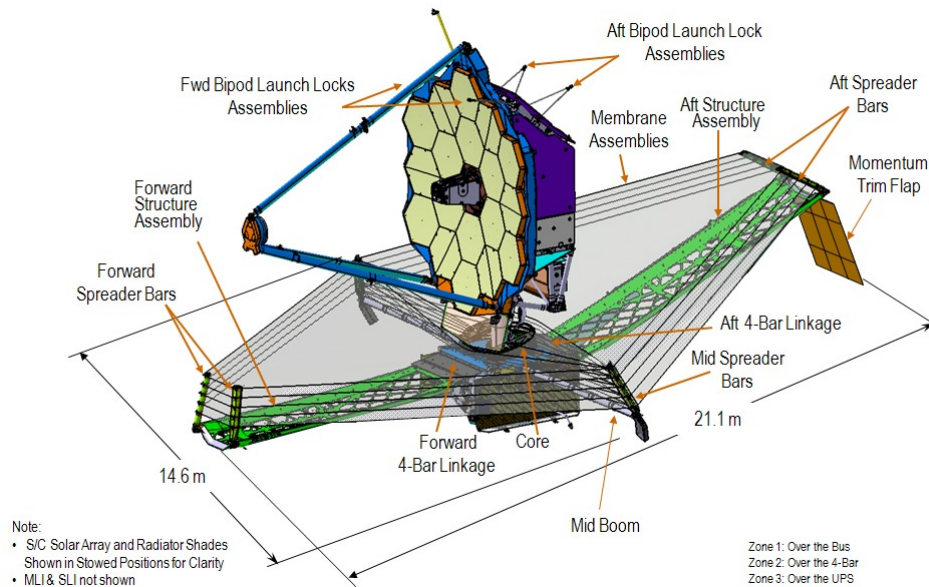 Aft Bipod Launch Lock
Assemblies
Fwd Bipod Launch Locks
Assemblies
Aft Spreader
Bars
Aft Structure
Assembly
Membrane
Assemblies
Momentum
Trim Flap
Forward
Structure
Assembly
Forward
Spreader Bars
Aft 4-Bar Linkage
Mid Spreader
Bars
21.1 m
Forward
4-Bar Linkage
Core
14.6 m
Mid Boom
Note:
• S/C Solar Array and Radiator Shades
Shown in Stowed Positions for Clarity
• MLI & SLI not shown
Zone 1: Over the Bus
Zone 2: Over the 4-Bar
Zone 3: Over the UPS